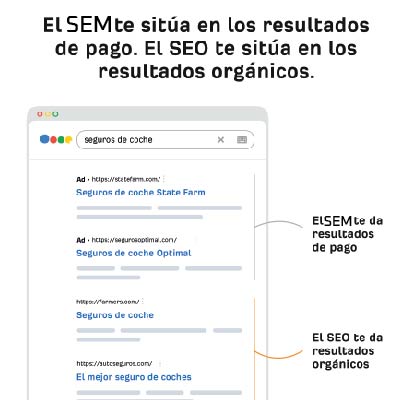 El SEM te sitúa en los resultados
de pago. El SEO te sitúa en los
resultados orgánicos.
seguros de coche
Ad · https://statefarm.com/
Seguros de coche State Farm
Ad · https://segurosoptimal.com/
Seguros de coche Optimal
https://farmers.com/
Seguros de coche
https://autoseguros.com/
El mejor seguro de coches
El SEM te da
resultados
de pago
El SEO te da
resultados
orgánicos